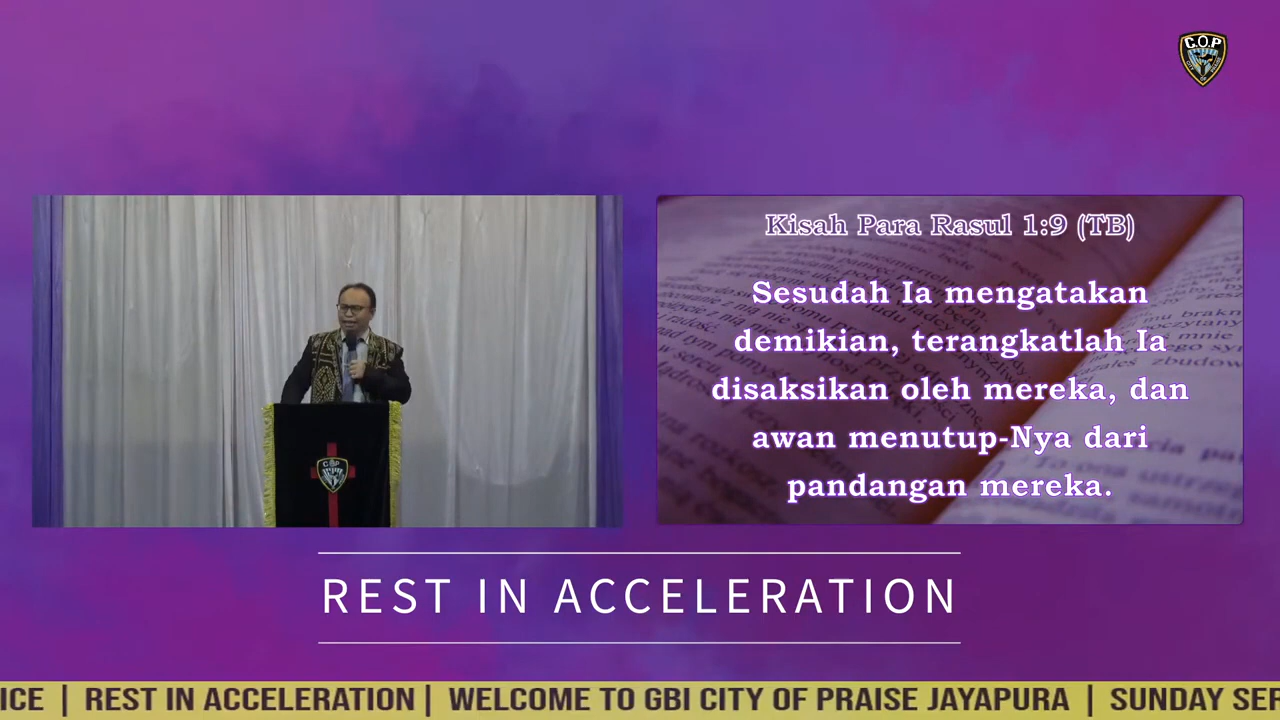 C.O.P
Kisah Para Rasul 1:9 (TB)
Sesudah Ia mengatakan
demikian, terangkatlah Ia
disaksikan oleh mereka, dan
awan menutup-Nya dari
pandangan mereka.
C.O.P
REST IN ACCELERATION
ICE | REST IN ACCELERATION | WELCOME TO GBI CITY OF PRAISE JAYAPURA | SUNDAY SER